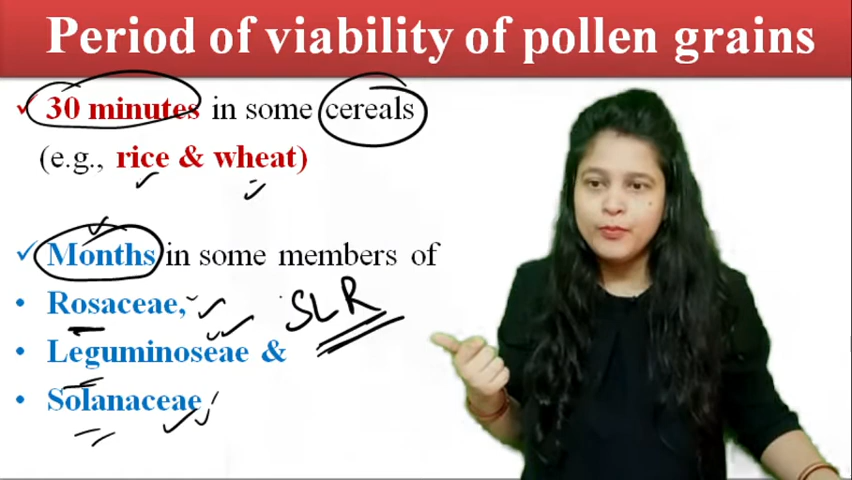 Period of viability of pollen grains
✓ 30 minutes in some cereals
(e.g., rice & wheat)
✓ Months in some members of
• Rosaceae,
SLR
• Leguminoseae &
• Solanaceae